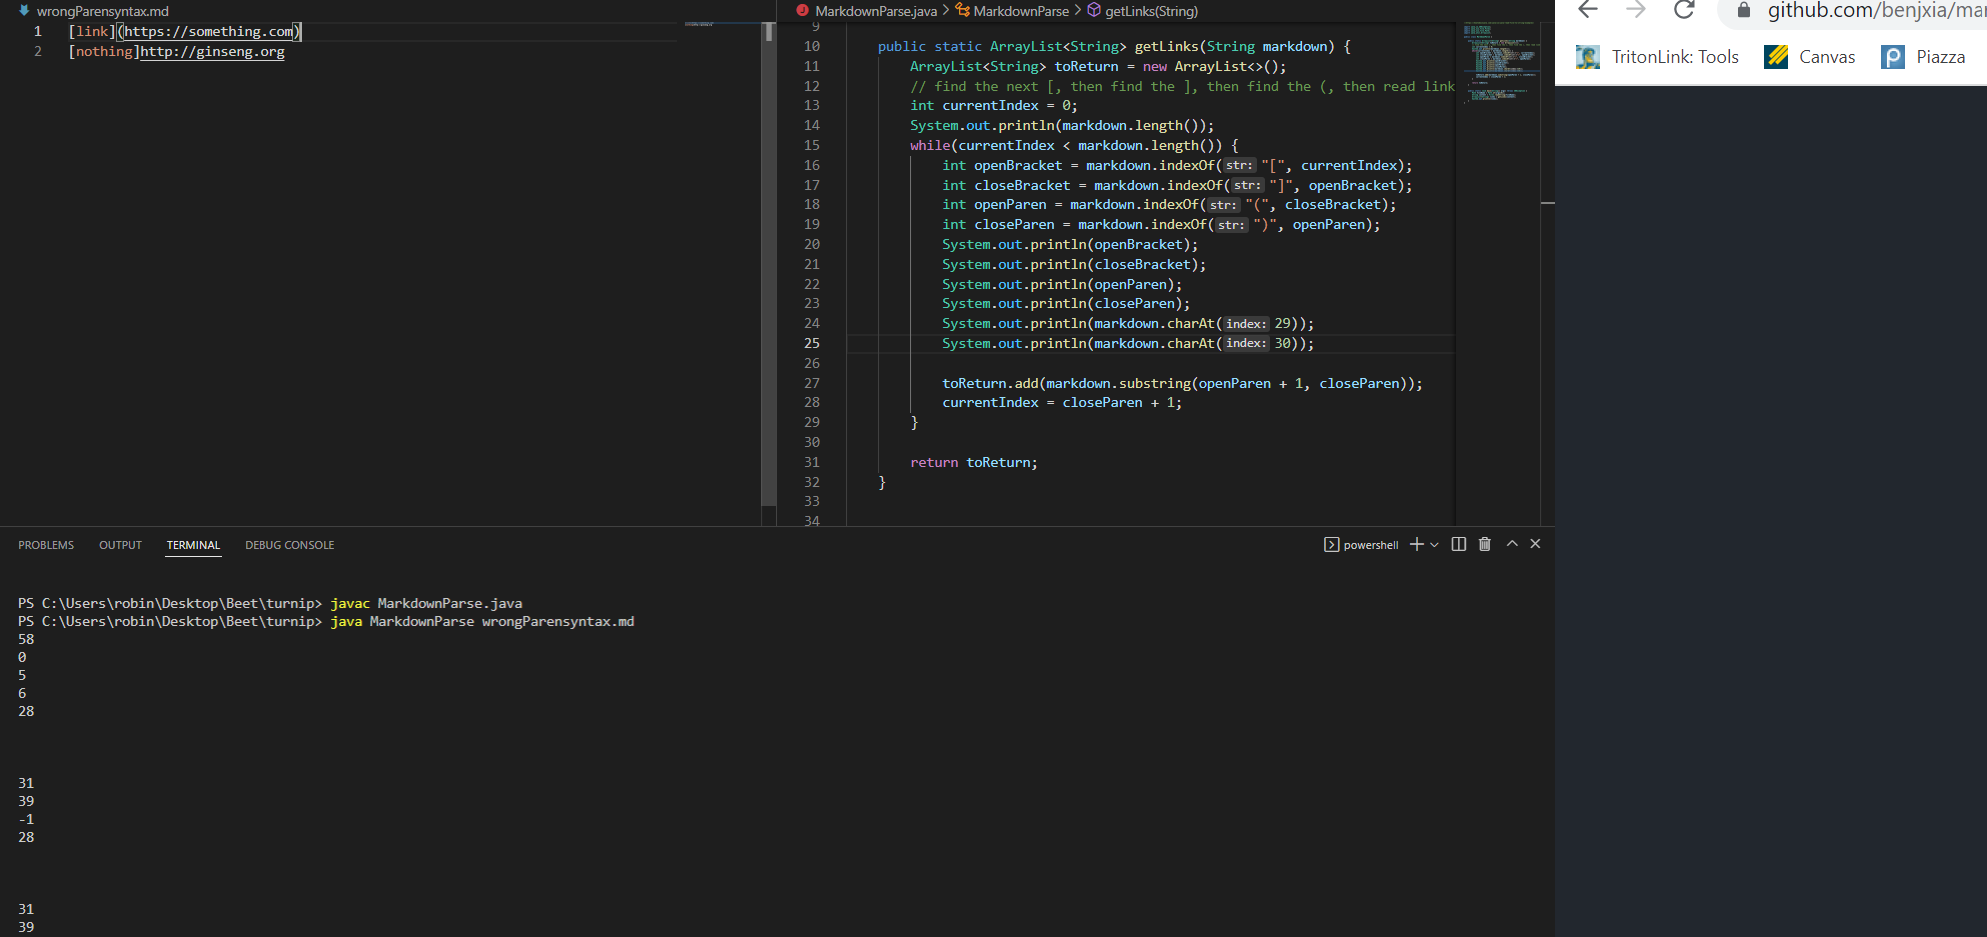 wrongParensyntax.md
1 [link](https://something.com)
2 [nothing]http://ginseng.org
MarkdownParse.java > MarkdownParse > getLinks(String)
9
10 public static ArrayList<String> getLinks(String markdown) {
11 ArrayList<String> toReturn = new ArrayList<>();
12 // find the next [, then find the ], then find the (, then read link
13 int currentIndex = 0;
14 System.out.println(markdown.length());
15 while(currentIndex < markdown.length()) {
16 int openBracket = markdown.indexOf(str: "[", currentIndex);
17 int closeBracket = markdown.indexOf(str: "]", openBracket);
18 int openParen = markdown.indexOf(str: "(", closeBracket);
19 int closeParen = markdown.indexOf(str: ")", openParen);
20 System.out.println(openBracket);
21 System.out.println(closeBracket);
22 System.out.println(openParen);
23 System.out.println(closeParen);
24 System.out.println(markdown.charAt(index: 29));
25 System.out.println(markdown.charAt(index: 30));
26
27 toReturn.add(markdown.substring(openParen + 1, closeParen));
28 currentIndex = closeParen + 1;
29 }
30
31 return toReturn;
32 }
33
34
github.com/benjxia/mar
TritonLink: Tools Canvas Piazza
PROBLEMS OUTPUT TERMINAL DEBUG CONSOLE
powershell
PS C:\Users\robin\Desktop\Beet\turnip> javac MarkdownParse.java
PS C:\Users\robin\Desktop\Beet\turnip> java MarkdownParse wrongParensyntax.md
58
0
5
6
28
31
39
-1
28
31
39